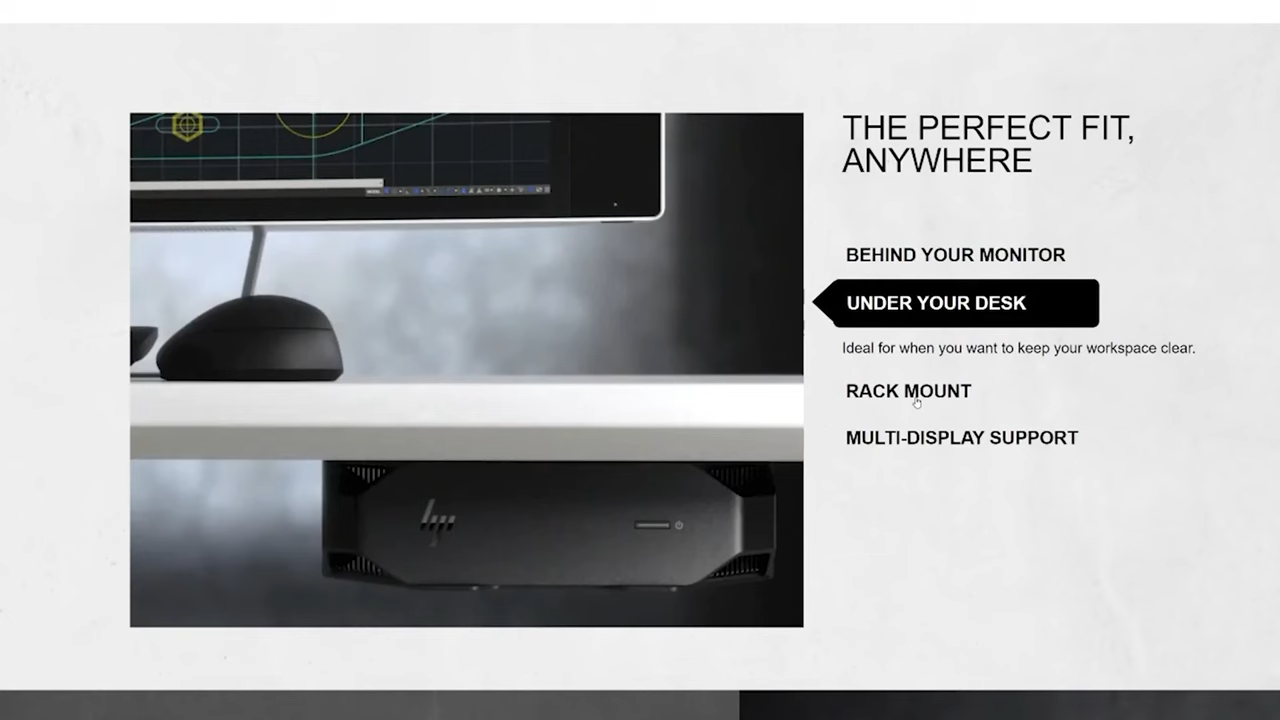 THE PERFECT FIT,
ANYWHERE
BEHIND YOUR MONITOR
UNDER YOUR DESK
Ideal for when you want to keep your workspace clear.
RACK MOUNT
MULTI-DISPLAY SUPPORT
hp